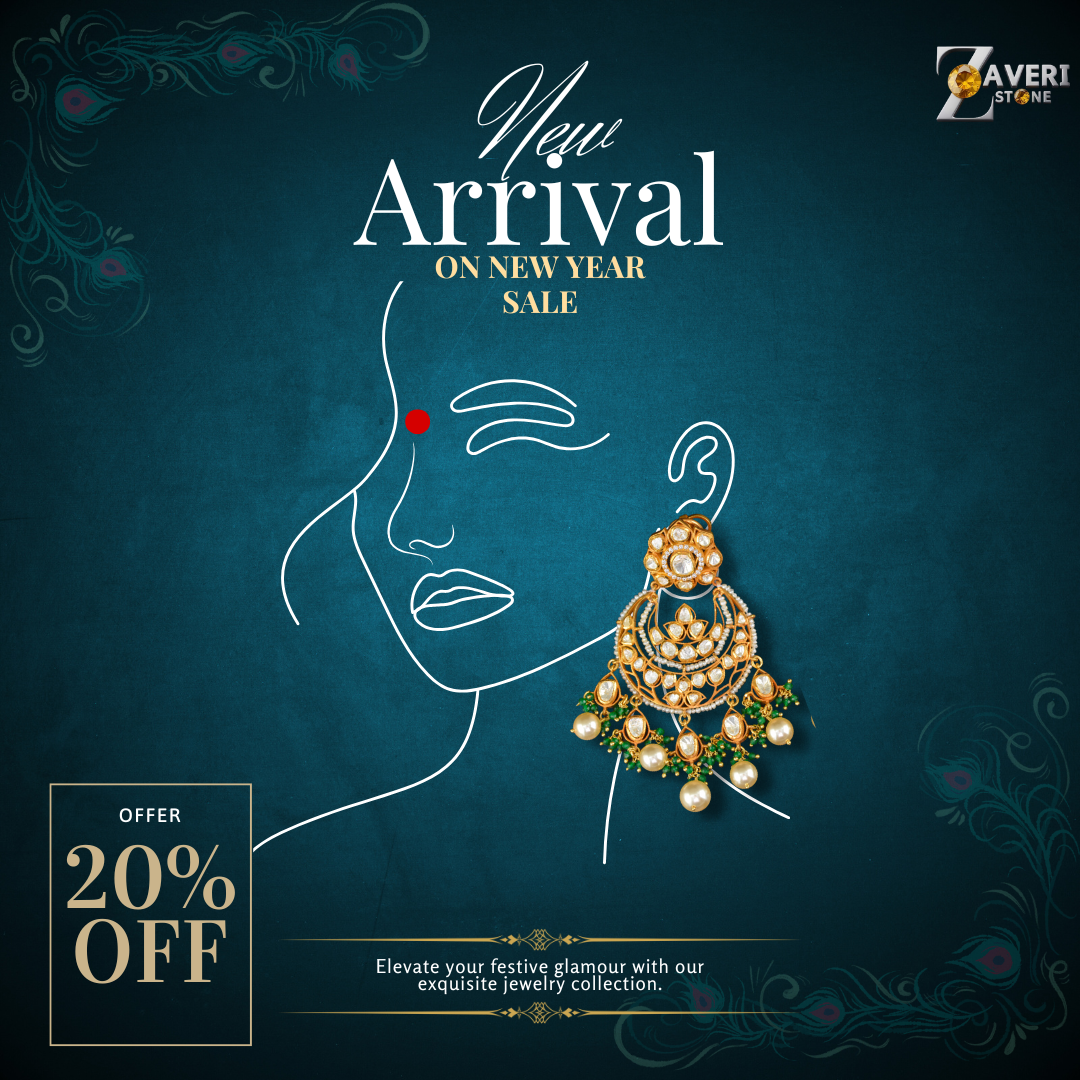 New
Arrival
ON NEW YEAR
SALE
ZAVERI
STONE
OFFER
20%
OFF
Elevate your festive glamour with our
exquisite jewelry collection.